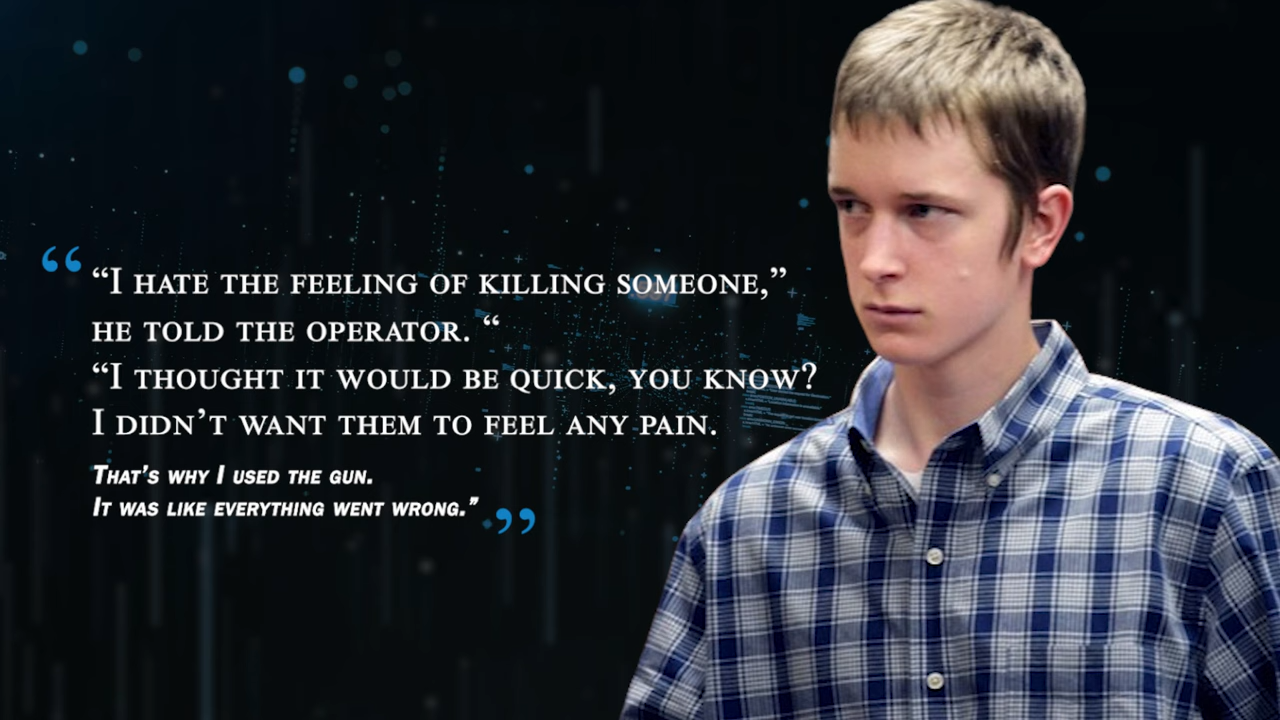 “
“I HATE THE FEELING OF KILLING SOMEONE,”
HE TOLD THE OPERATOR. “
“I THOUGHT IT WOULD BE QUICK, YOU KNOW?
I DIDN’T WANT THEM TO FEEL ANY PAIN.
THAT’S WHY I USED THE GUN.
IT WAS LIKE EVERYTHING WENT WRONG.”
”